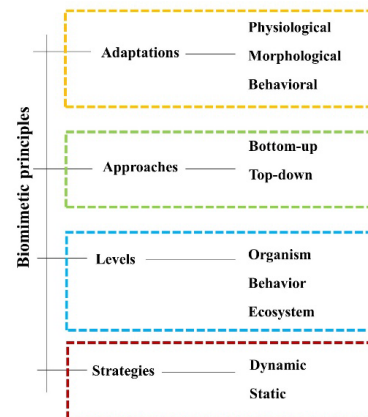 Biomimetic principles
Adaptations
Physiological
Morphological
Behavioral
Approaches
Bottom-up
Top-down
Levels
Organism
Behavior
Ecosystem
Strategies
Dynamic
Static